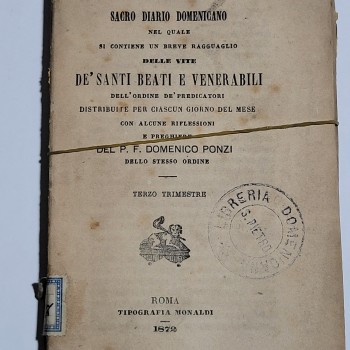 SACRO DIARIO DOMENICANO
NEL QUALE
SI CONTIENE UN BREVE RAGGUAGLIO
DELLE VITE
DE' SANTI BEATI E VENERABILI
DELL'ORDINE DE' PREDICATORI
DISTRIBUITE PER CIASCUN GIORNO DEL MESE
CON ALCUNE RIFLESSIONI
E PREGHIERE
DEL P. F. DOMENICO PONZI
DELLO STESSO ORDINE
TERZO TRIMESTRE
LIBRERIA DOMENICANA
ROMA
TIPOGRAFIA MONALDI
1872